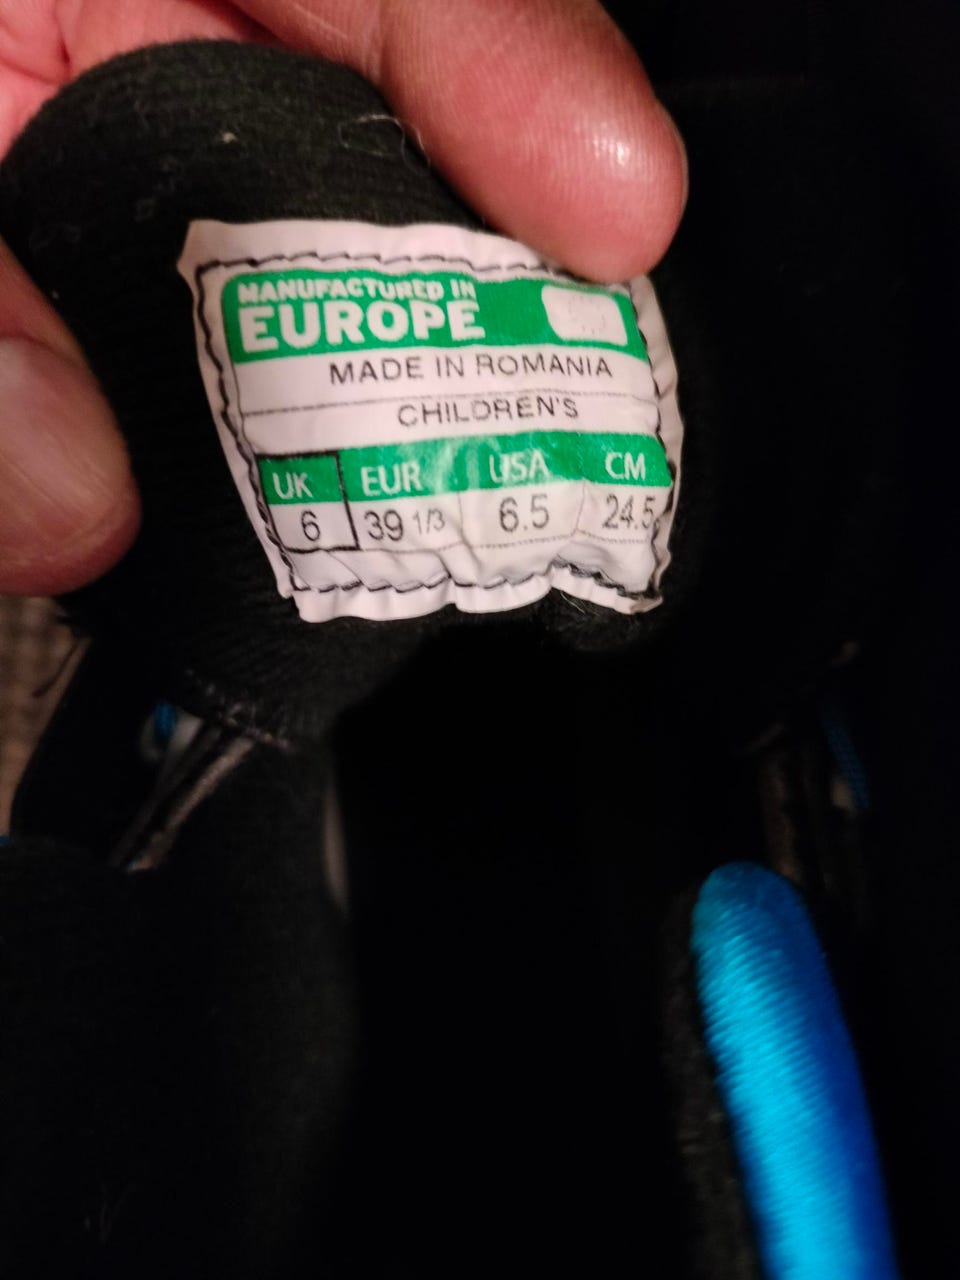 MANUFACTURED IN
EUROPE
MADE IN ROMANIA
CHILDREN'S
UK EUR USA CM
6 39 1/3 6.5 24.5